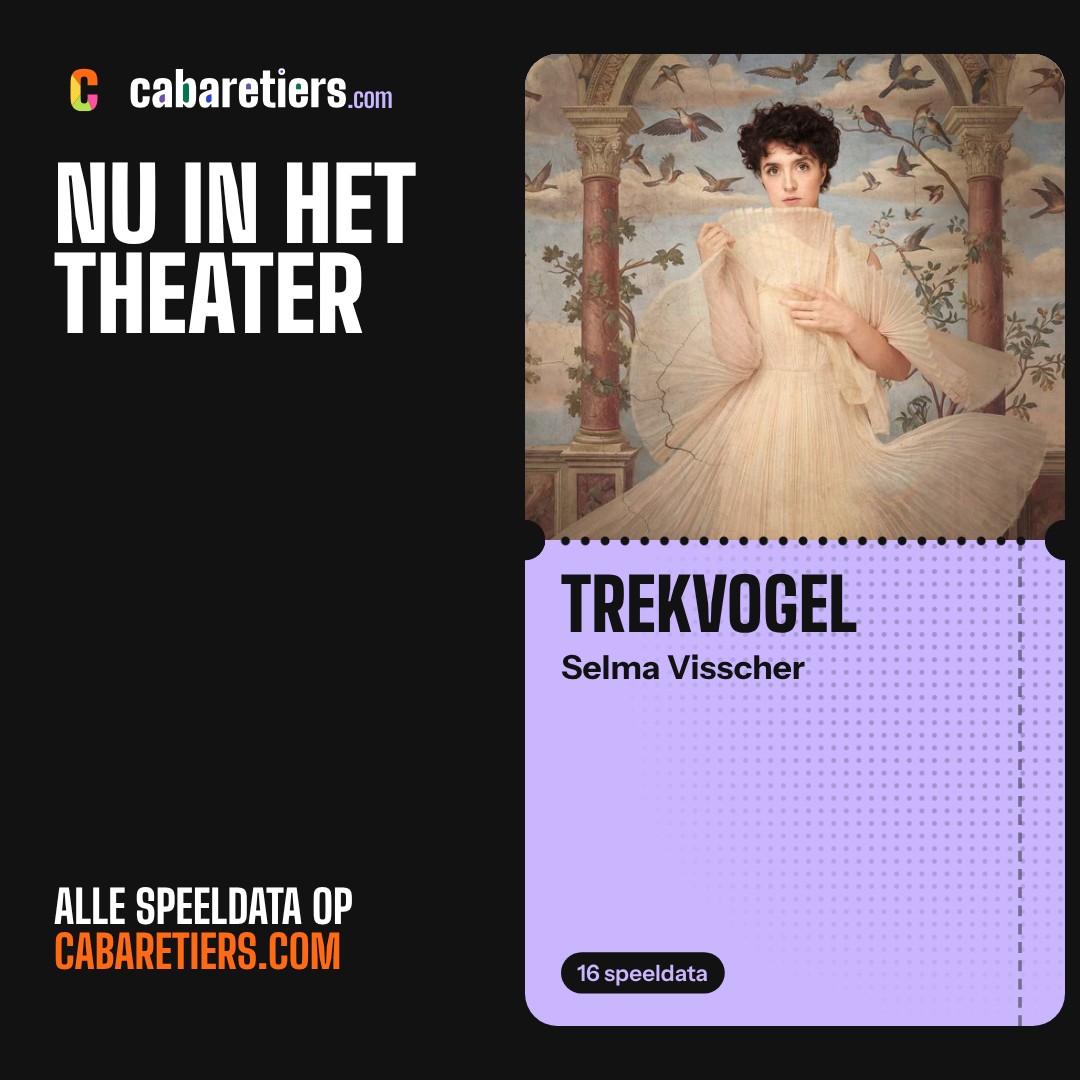 cabaretiers.com
NU IN HET
THEATER
TREKVOGEL
Selma Visscher
16 speeldata
ALLE SPEELDATA OP
CABARETIERS.COM